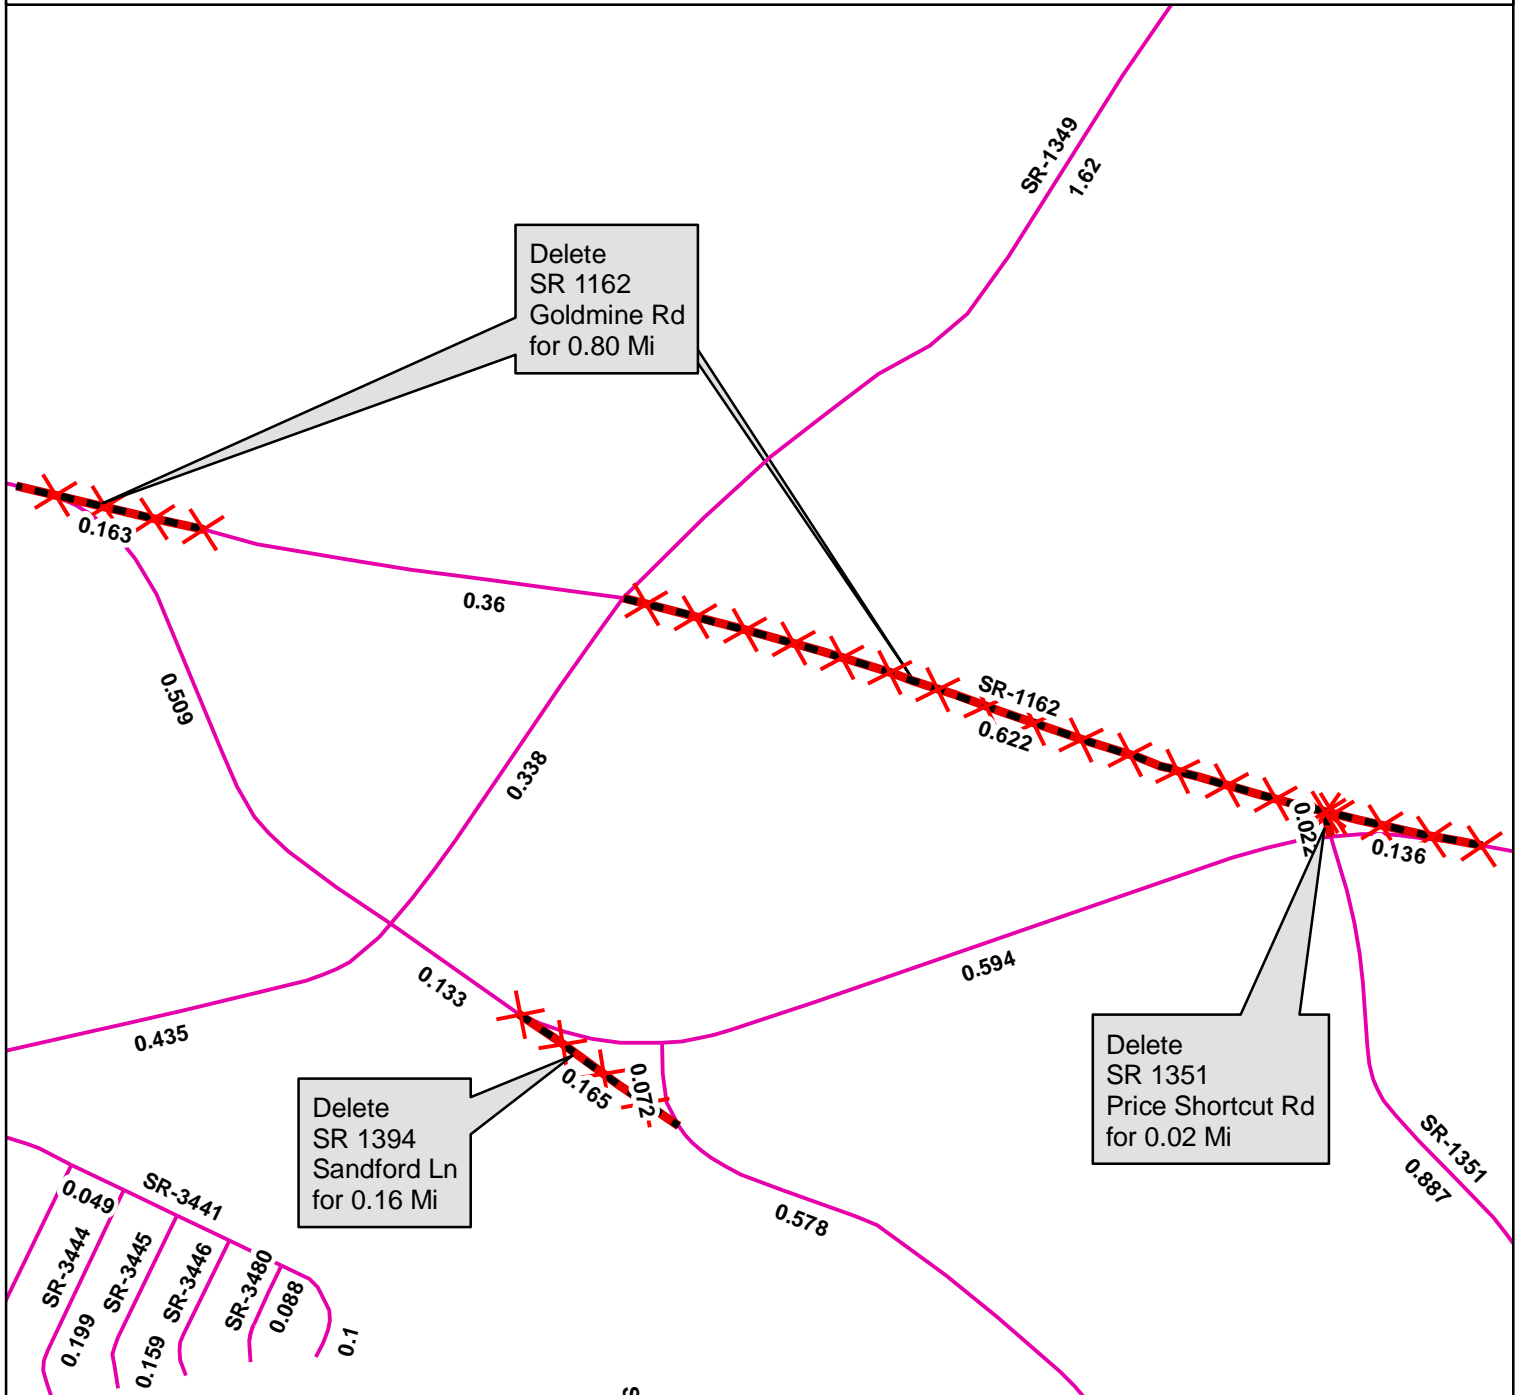 SR-1349
1.62
Delete
SR 1162
Goldmine Rd
for 0.80 Mi
0.163
0.36
0.509
SR-1162
0.622
0.338
0.022
0.136
0.594
0.133
0.435
Delete
SR 1351
Price Shortcut Rd
for 0.02 Mi
0.165
0.072
Delete
SR 1394
Sandford Ln
for 0.16 Mi
SR-1351
0.887
0.578
SR-3441
0.049
SR-3444
0.199
SR-3445
0.159
SR-3446
SR-3480
0.088
0.1